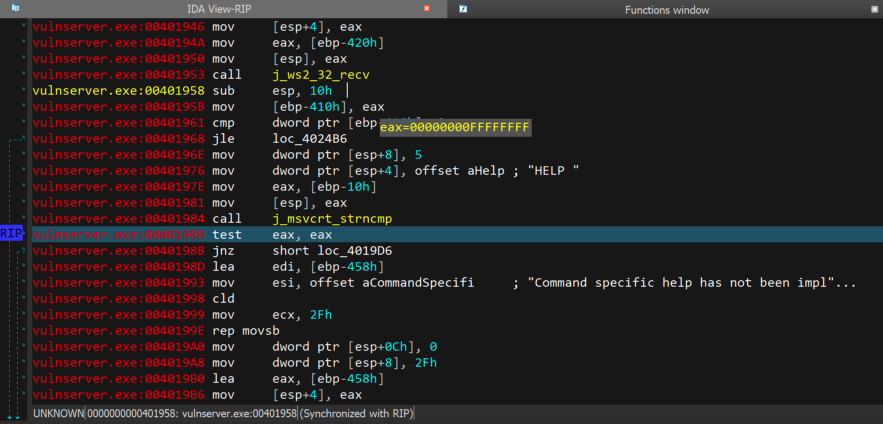 IDA View-RIP Functions window
vulnserver.exe:00401946 mov [esp+4], eax
vulnserver.exe:0040194A mov eax, [ebp-420h]
vulnserver.exe:00401950 mov [esp], eax
vulnserver.exe:00401953 call j_ws2_32_recv
vulnserver.exe:00401958 sub esp, 10h
vulnserver.exe:0040195B mov [ebp-410h], eax
vulnserver.exe:00401961 cmp dword ptr [ebp
eax=00000000FFFFFFFF
vulnserver.exe:00401968 jle loc_4024B6
vulnserver.exe:0040196E mov dword ptr [esp+8], 5
vulnserver.exe:00401976 mov dword ptr [esp+4], offset aHelp ; "HELP "
vulnserver.exe:0040197E mov eax, [ebp-10h]
vulnserver.exe:00401981 mov [esp], eax
vulnserver.exe:00401984 call j_msvcrt_strncmp
RIP vulnserver.exe:00401989 test eax, eax
vulnserver.exe:0040198B jnz short loc_4019D6
vulnserver.exe:0040198D lea edi, [ebp-458h]
vulnserver.exe:00401993 mov esi, offset aCommandSpecifi ; "Command specific help has not been impl"...
vulnserver.exe:00401998 cld
vulnserver.exe:00401999 mov ecx, 2Fh
vulnserver.exe:0040199E rep movsb
vulnserver.exe:004019A0 mov dword ptr [esp+0Ch], 0
vulnserver.exe:004019A8 mov dword ptr [esp+8], 2Fh
vulnserver.exe:004019B0 lea eax, [ebp-458h]
vulnserver.exe:004019B6 mov [esp+4], eax
UNKNOWN 0000000000401958: vulnserver.exe:00401958 (Synchronized with RIP)